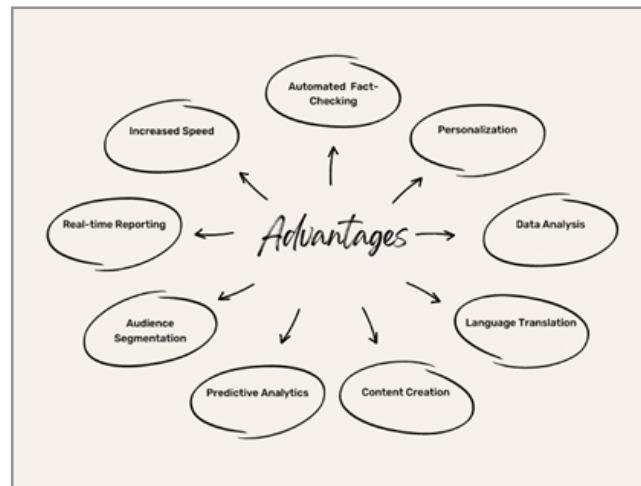 Automated Fact-
Checking
Increased Speed
Personalization
Real-time Reporting
Advantages
Data Analysis
Audience
Segmentation
Language Translation
Predictive Analytics
Content Creation